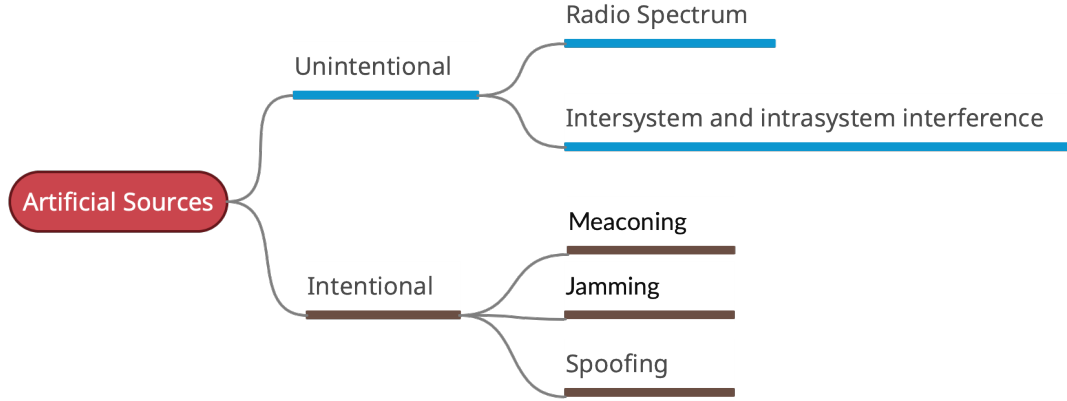 Radio Spectrum
Unintentional
Intersystem and intrasystem interference
Artificial Sources
Meaconing
Intentional
Jamming
Spoofing